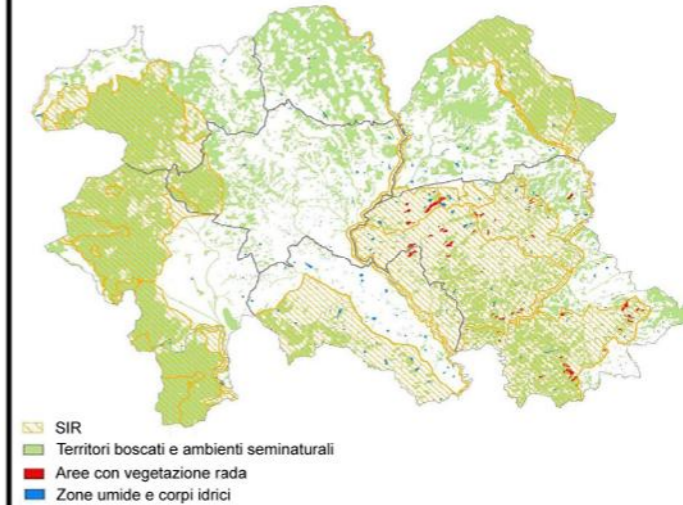 SIR
Territori boscati e ambienti seminaturali
Aree con vegetazione rada
Zone umide e corpi idrici